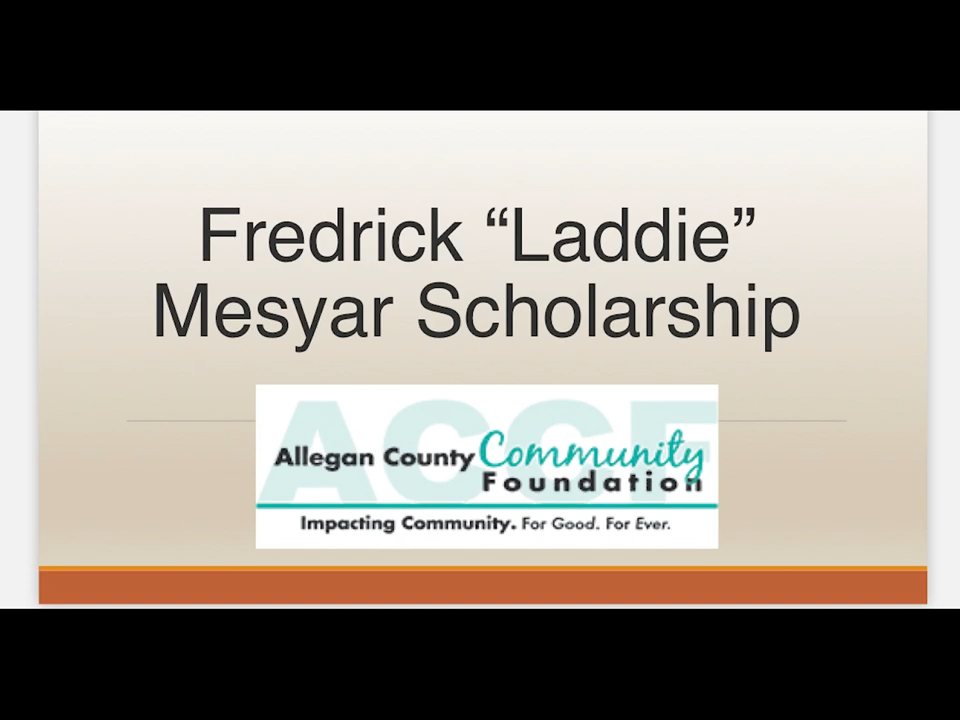 Fredrick “Laddie”
Mesyar Scholarship
ACCF
Allegan County Community
Foundation
Impacting Community. For Good. For Ever.